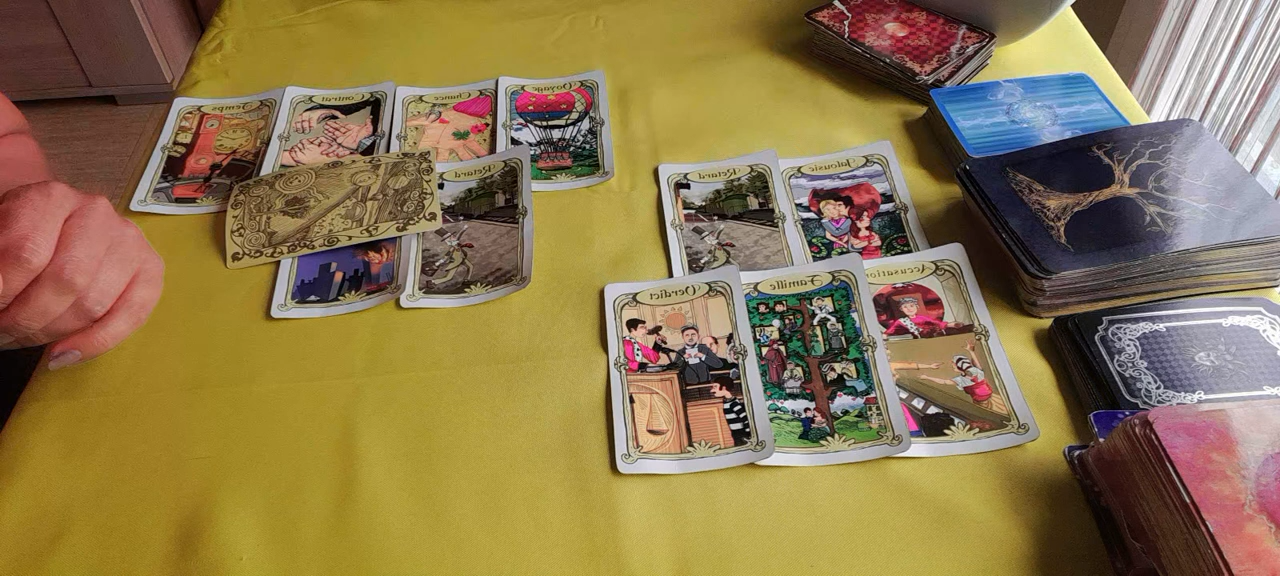 Temps
Contrat
Chance
Voyage
Retard
Retard
Jalousie
Verdict
Famille
Accusation